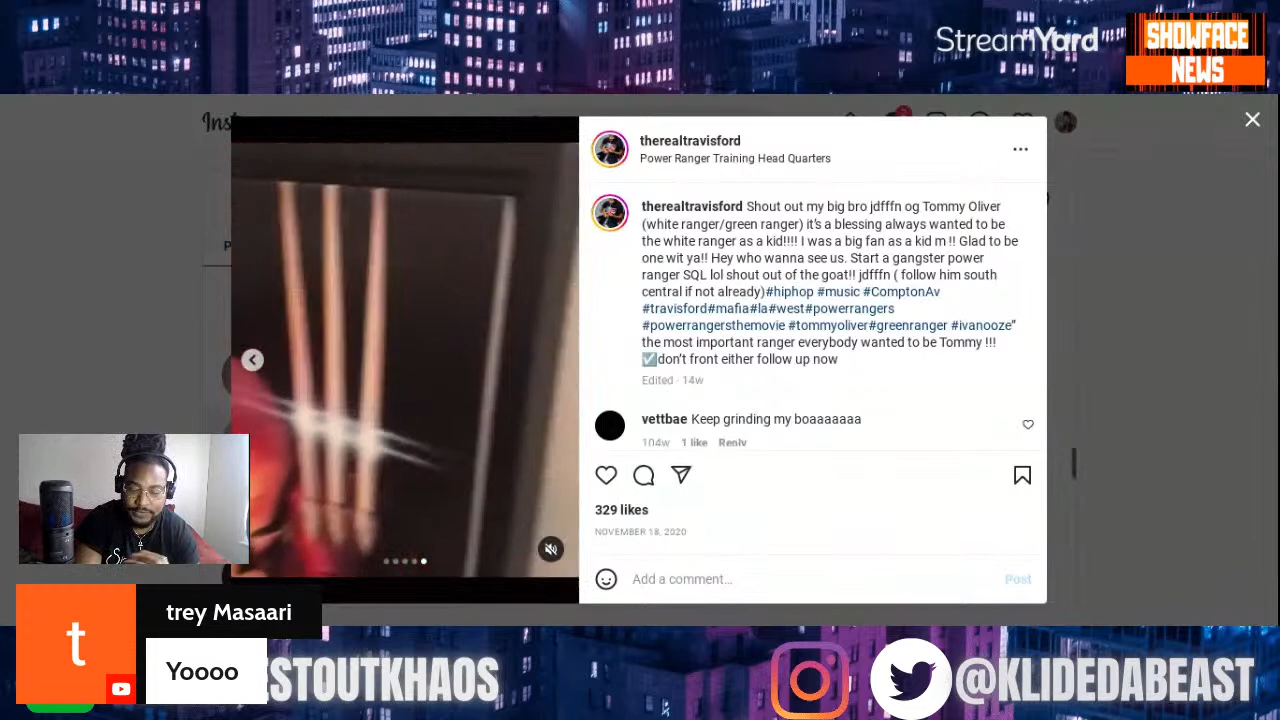 StreamYard
SHOWFACE
NEWS
Inst
therealtravisford
Power Ranger Training Head Quarters
therealtravisford Shout out my big bro jdfffn og Tommy Oliver
(white ranger/green ranger) it's a blessing always wanted to be
the white ranger as a kid!!!! I was a big fan as a kid m !! Glad to be
one wit ya!! Hey who wanna see us. Start a gangster power
ranger SQL lol shout out of the goat!! jdfffn ( follow him south
central if not already)#hiphop #music #ComptonAv
#travisford#mafia#la#west#powerrangers
#powerrangersthemovie #tommyoliver#greenranger #ivanooze"
the most important ranger everybody wanted to be Tommy !!!
☑️don't front either follow up now
Edited · 14w
vettbae Keep grinding my boaaaaaaa
104w 1 like Reply
329 likes
NOVEMBER 18, 2020
Add a comment...
Post
t
trey Masaari
Yoooo
STOUTKHAOS
@KLIDEDABEAST